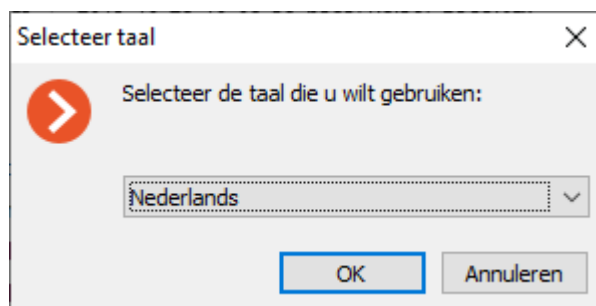 Selecteer taal
Selecteer de taal die u wilt gebruiken:
Nederlands
OK
Annuleren